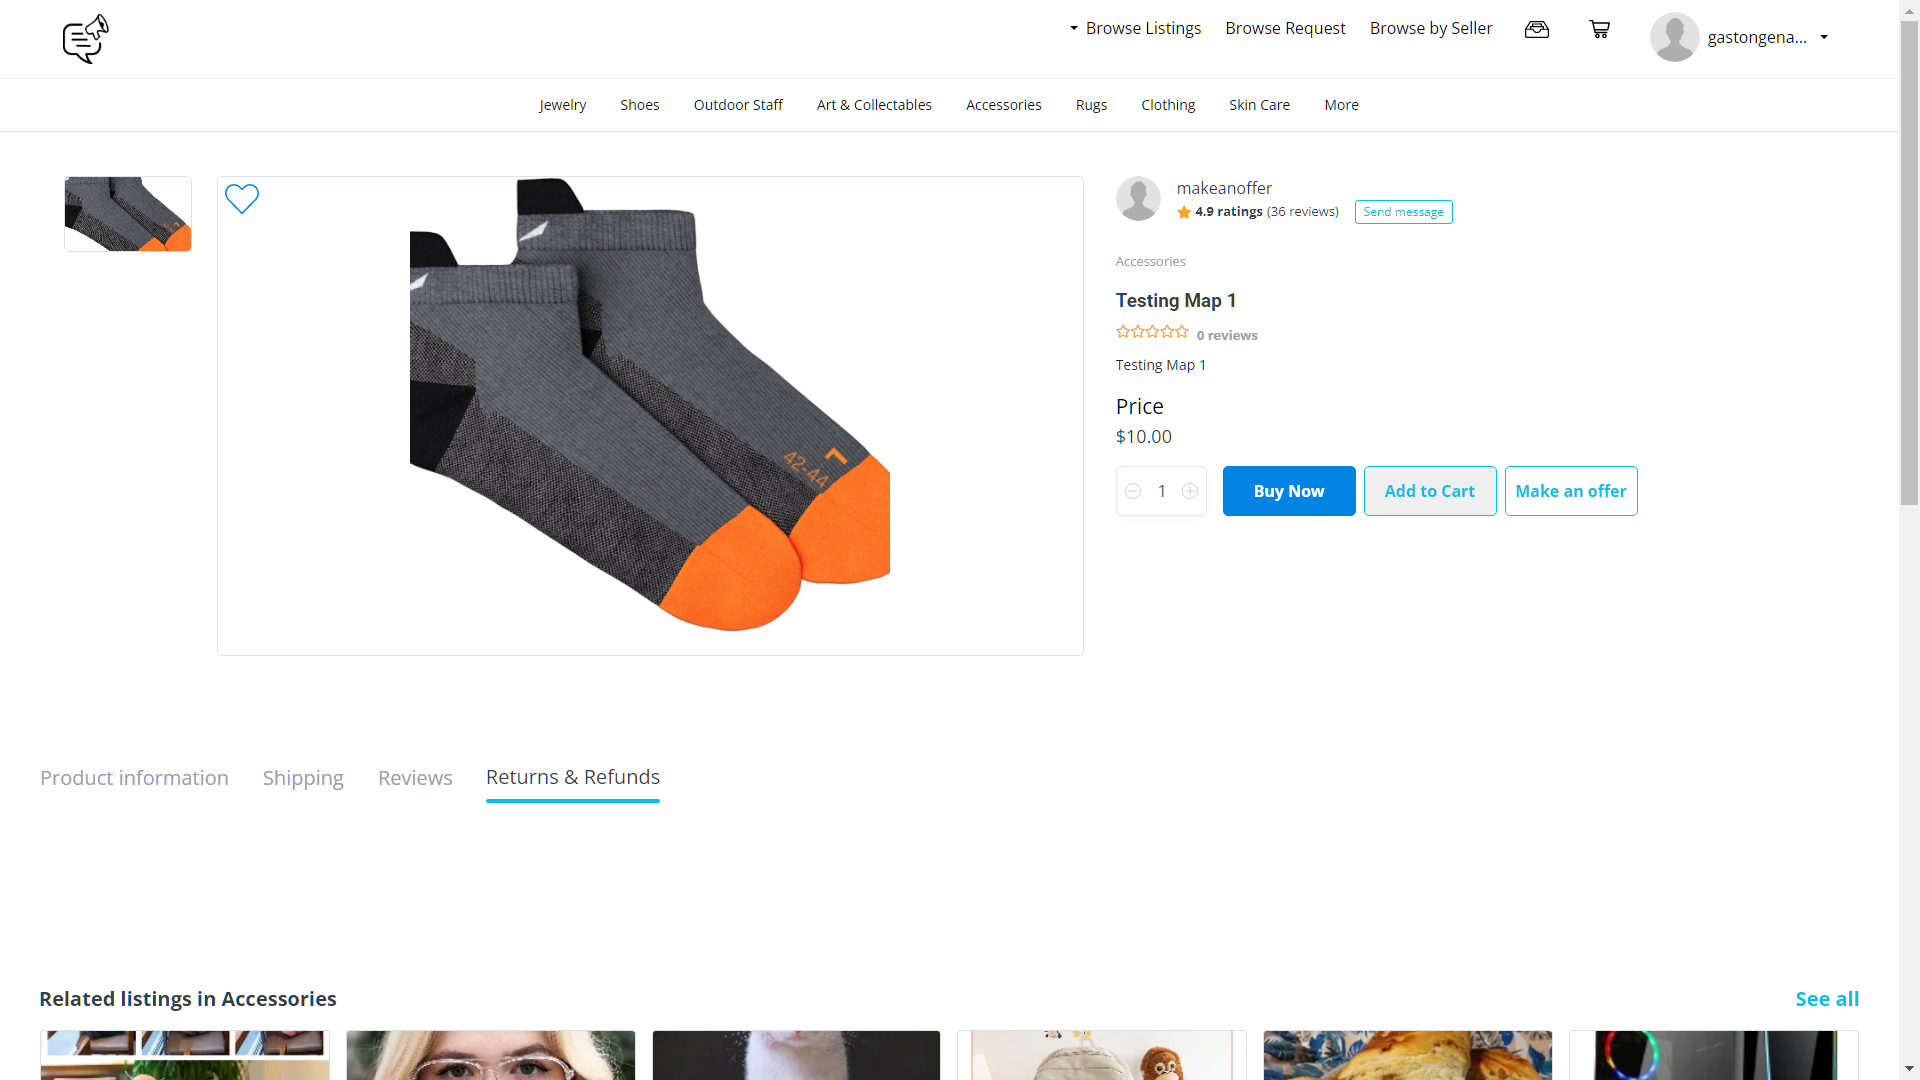 Browse Listings Browse Request Browse by Seller gastongena...
Jewelry Shoes Outdoor Staff Art & Collectables Accessories Rugs Clothing Skin Care More
makeanoffer
4.9 ratings (36 reviews) Send message
Accessories
Testing Map 1
0 reviews
Testing Map 1
Price
$10.00
1 Buy Now Add to Cart Make an offer
42-44 L
Product information Shipping Reviews Returns & Refunds
Related listings in Accessories See all